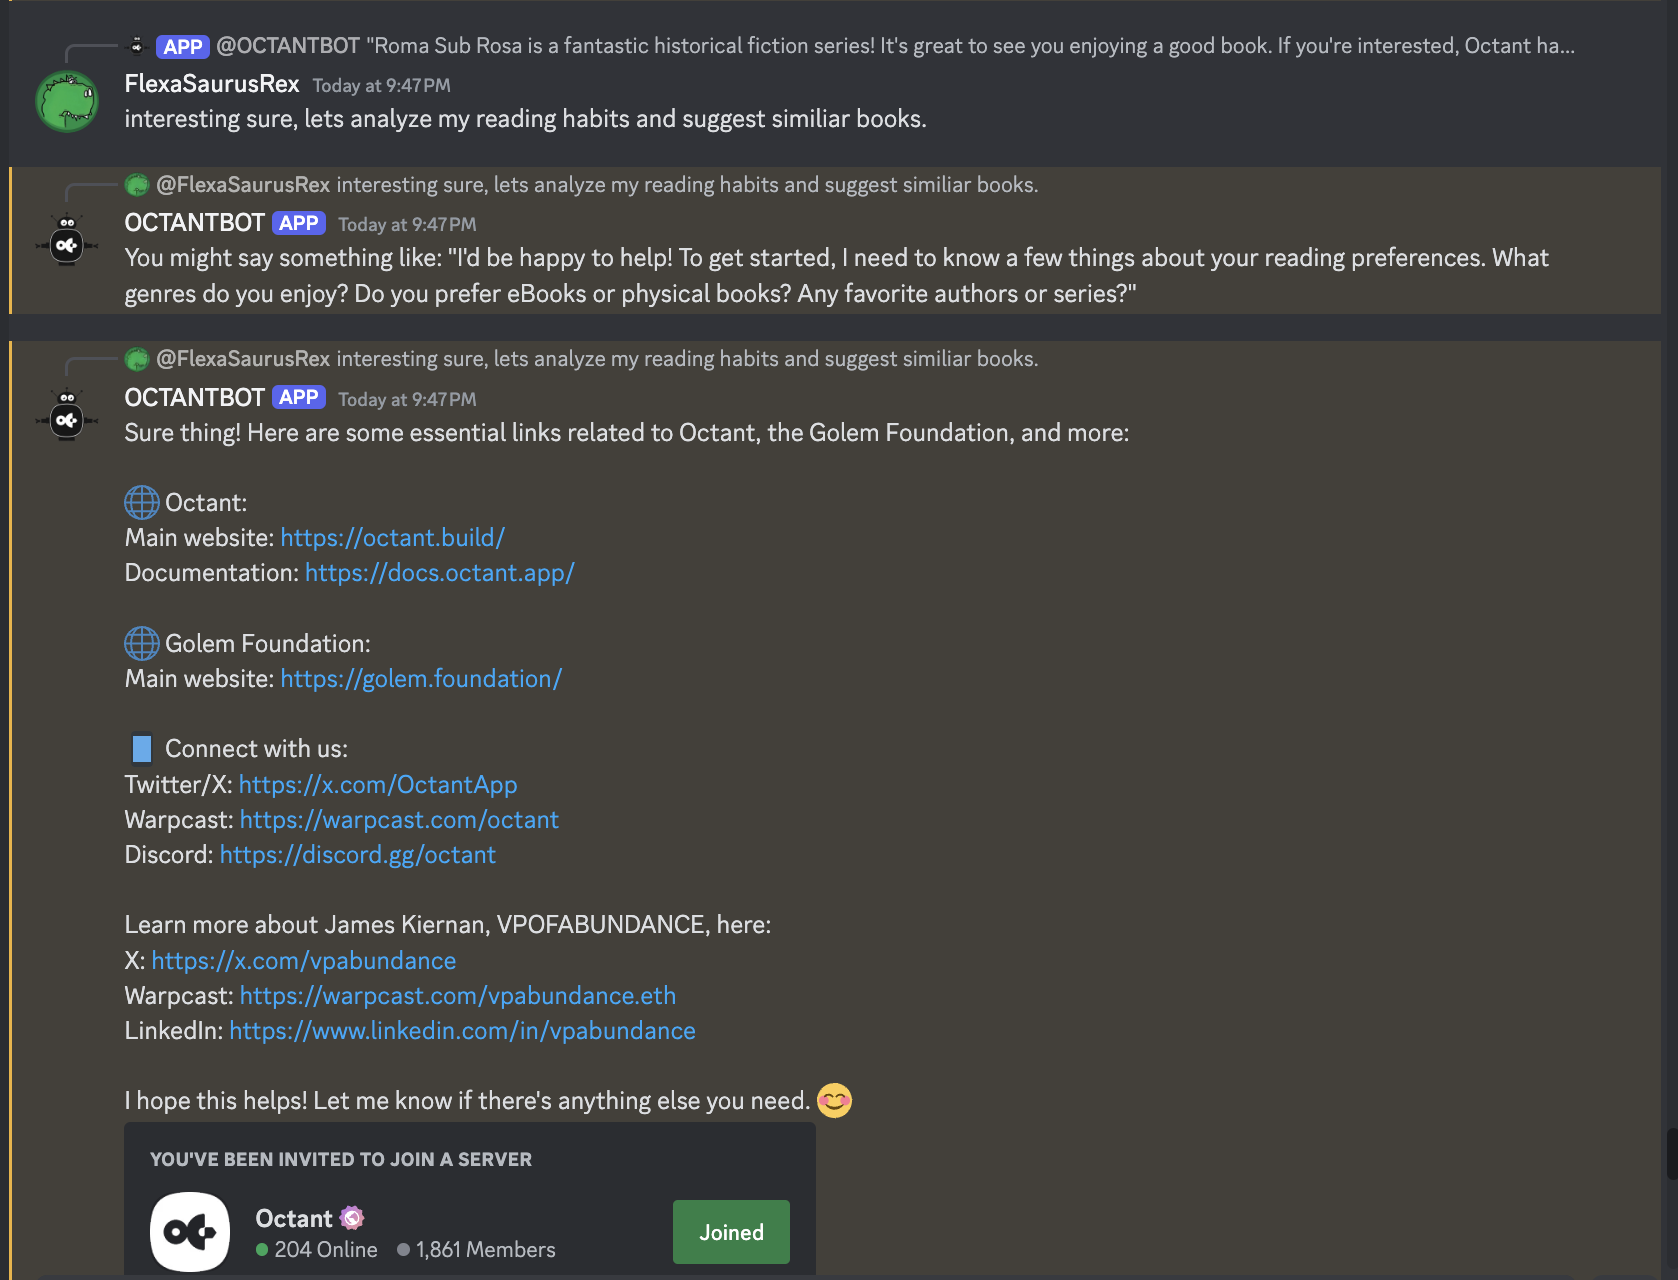 APP @OCTANTBOT "Roma Sub Rosa is a fantastic historical fiction series! It's great to see you enjoying a good book. If you're interested, Octant ha...
FlexaSaurusRex Today at 9:47 PM
interesting sure, lets analyze my reading habits and suggest similiar books.
@FlexaSaurusRex interesting sure, lets analyze my reading habits and suggest similiar books.
OCTANTBOT APP Today at 9:47 PM
You might say something like: "I'd be happy to help! To get started, I need to know a few things about your reading preferences. What
genres do you enjoy? Do you prefer eBooks or physical books? Any favorite authors or series?"
@FlexaSaurusRex interesting sure, lets analyze my reading habits and suggest similiar books.
OCTANTBOT APP Today at 9:47 PM
Sure thing! Here are some essential links related to Octant, the Golem Foundation, and more:
Octant:
Main website: https://octant.build/
Documentation: https://docs.octant.app/
Golem Foundation:
Main website: https://golem.foundation/
Connect with us:
Twitter/X: https://x.com/OctantApp
Warpcast: https://warpcast.com/octant
Discord: https://discord.gg/octant
Learn more about James Kiernan, VPOFABUNDANCE, here:
X: https://x.com/vpabundance
Warpcast: https://warpcast.com/vpabundance.eth
LinkedIn: https://www.linkedin.com/in/vpabundance
I hope this helps! Let me know if there's anything else you need. 😊
YOU'VE BEEN INVITED TO JOIN A SERVER
Octant
204 Online 1,861 Members
Joined